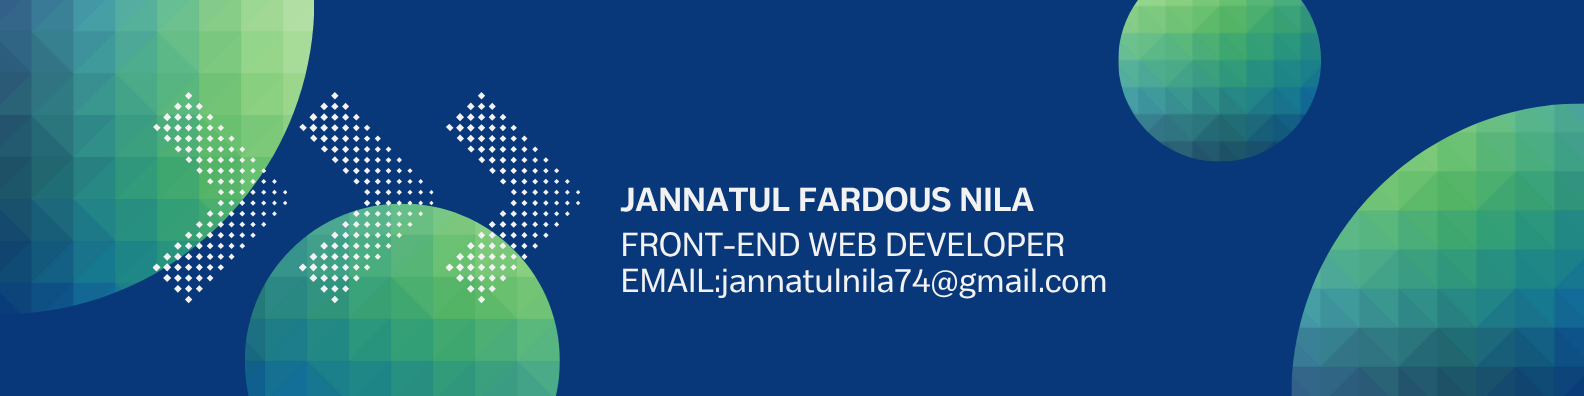 JANNATUL FARDOUS NILA
FRONT-END WEB DEVELOPER
EMAIL:jannatulnila74@gmail.com